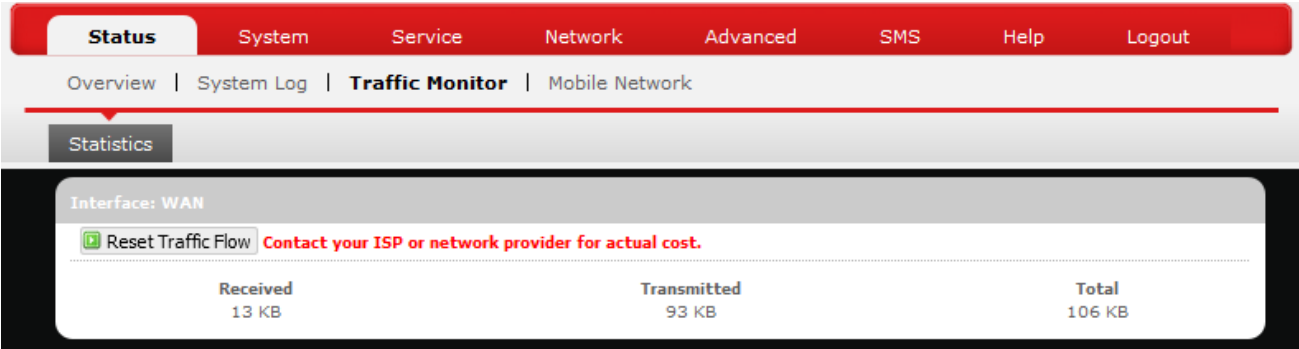 Status System Service Network Advanced SMS Help Logout
Overview | System Log | Traffic Monitor | Mobile Network
Statistics
Interface: WAN
Reset Traffic Flow Contact your ISP or network provider for actual cost.
Received Transmitted Total
13 KB 93 KB 106 KB